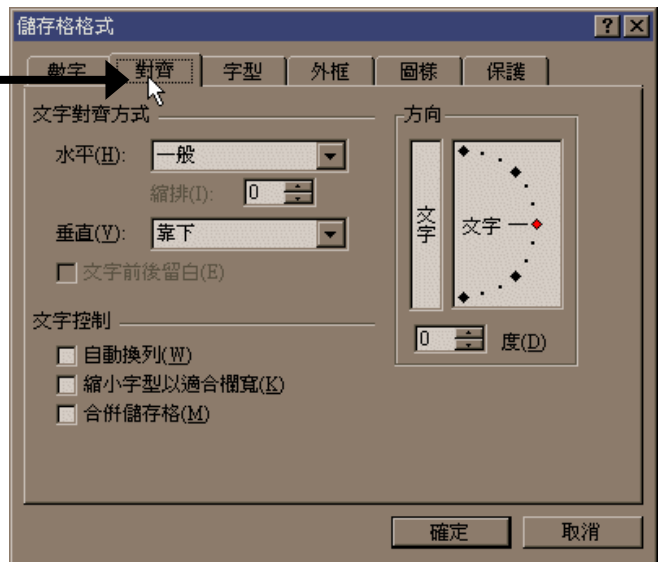 儲存格格式
數字 對齊 字型 外框 圖樣 保護
文字對齊方式
水平(H): 一般
縮排(I): 0
垂直(V): 靠下
文字前後留白(E)
文字控制
自動換列(W)
縮小字型以適合欄寬(K)
合併儲存格(M)
方向
文字
文字
0 度(D)
確定 取消